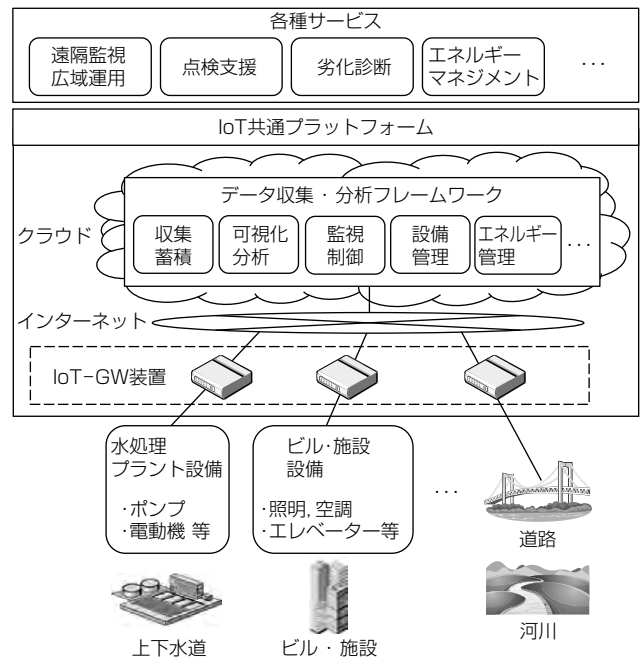 各種サービス
遠隔監視
広域運用
点検支援
劣化診断
エネルギー
マネジメント
...
IoT共通プラットフォーム
クラウド
データ収集・分析フレームワーク
収集
蓄積
可視化
分析
監視
制御
設備
管理
エネルギー
管理
...
インターネット
IoT-GW装置
水処理
プラント設備
・ポンプ
・電動機 等
ビル・施設
設備
・照明,空調
・エレベーター等
...
道路
上下水道
ビル・施設
河川